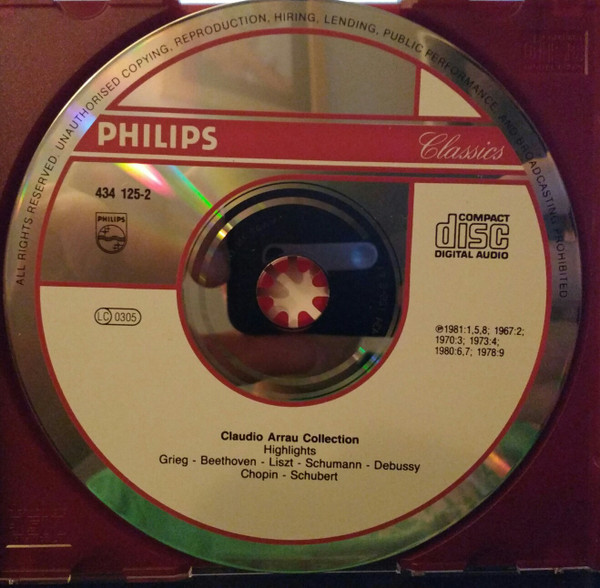 ALL RIGHTS RESERVED. UNAUTHORISED COPYING, REPRODUCTION, HIRING, LENDING, PUBLIC PERFORMANCE AND BROADCASTING PROHIBITED
PHILIPS
Classics
434 125-2
PHILIPS
COMPACT
disc
DIGITAL AUDIO
LC 0305
℗1981:1,5,8; 1967:2;
1970:3; 1973:4;
1980:6,7; 1978:9
Claudio Arrau Collection
Highlights
Grieg - Beethoven - Liszt - Schumann - Debussy
Chopin - Schubert